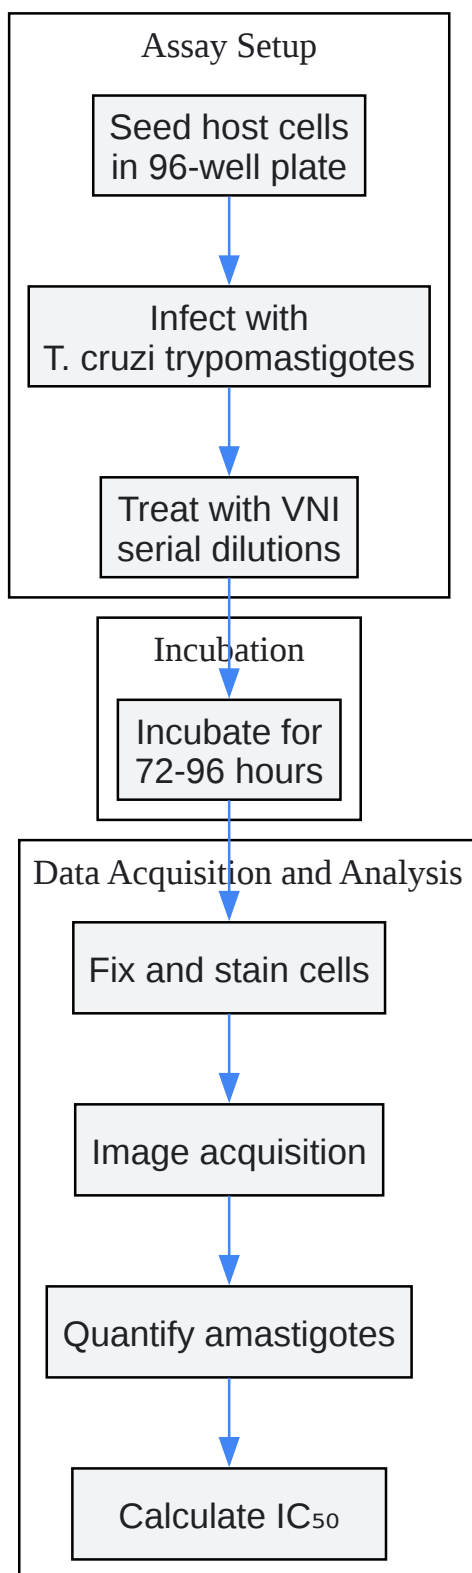 Assay Setup
Seed host cells
in 96-well plate
Infect with
T. cruzi trypomastigotes
Treat with VNI
serial dilutions
Incubation
Incubate for
72-96 hours
Data Acquisition and Analysis
Fix and stain cells
Image acquisition
Quantify amastigotes
Calculate IC₅₀